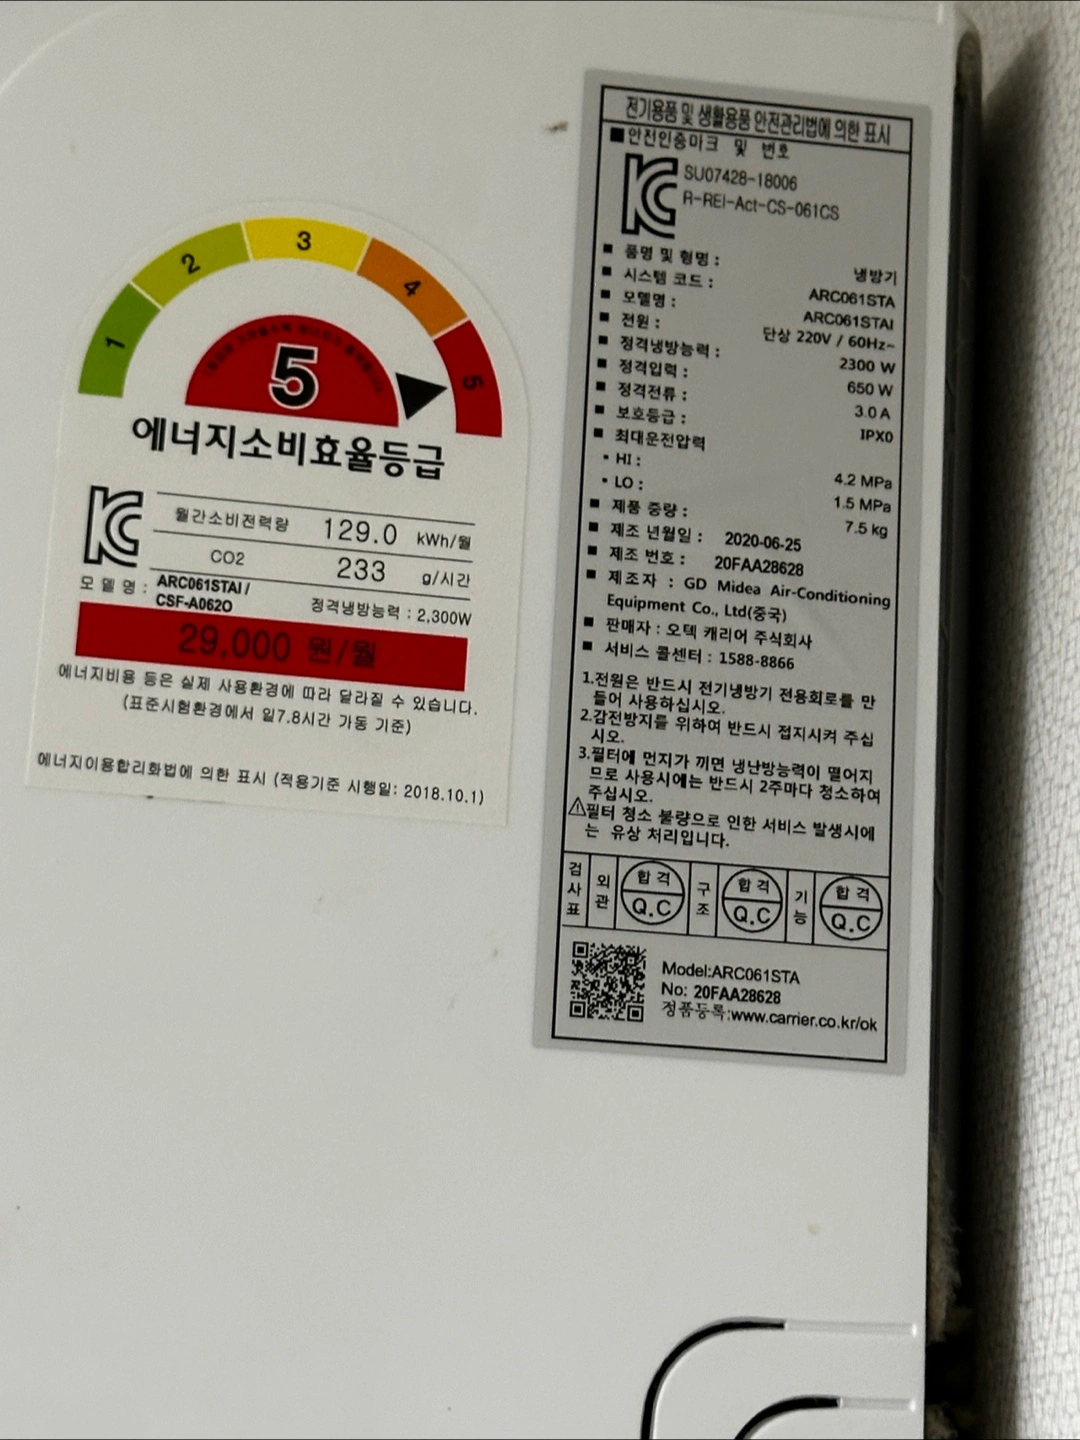 1
2
3
4
5
5
에너지소비효율등급
월간소비전력량 129.0 kWh/월
CO2 233 g/시간
모 델 명 : ARC061STAI /
CSF-A062O
정격냉방능력 : 2,300W
29,000 원/월
에너지비용 등은 실제 사용환경에 따라 달라질 수 있습니다.
(표준시험환경에서 일7.8시간 가동 기준)
에너지이용합리화법에 의한 표시 (적용기준 시행일: 2018.10.1)
전기용품 및 생활용품 안전관리법에 의한 표시
■안전인증마크 및 번호
SU07428-18006
R-REI-Act-CS-061CS
■ 품명 및 형명 : 냉방기
■ 시스템 코드 : ARC061STA
■ 모델명 : ARC061STAI
■ 전원 : 단상 220V / 60Hz~
■ 정격냉방능력 : 2300 W
■ 정격입력 : 650 W
■ 정격전류 : 3.0 A
■ 보호등급 : IPX0
■ 최대운전압력
• HI : 4.2 MPa
• LO : 1.5 MPa
■ 제품 중량 : 7.5 kg
■ 제조 년월일 : 2020-06-25
■ 제조 번호 : 20FAA28628
■ 제조자 : GD Midea Air-Conditioning
Equipment Co., Ltd(중국)
■ 판매자 : 오텍 캐리어 주식회사
■ 서비스 콜센터 : 1588-8866
1.전원은 반드시 전기냉방기 전용회로를 만
들어 사용하십시오.
2.감전방지를 위하여 반드시 접지시켜 주십
시오.
3.필터에 먼지가 끼면 냉난방능력이 떨어지
므로 사용시에는 반드시 2주마다 청소하여
주십시오.
⚠필터 청소 불량으로 인한 서비스 발생시에
는 유상 처리입니다.
검사표 외관 합격 Q.C 구조 합격 Q.C 기능 합격 Q.C
Model:ARC061STA
No: 20FAA28628
정품등록:www.carrier.co.kr/ok